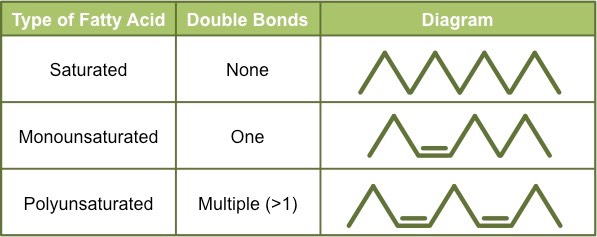 Type of Fatty Acid Double Bonds Diagram
Saturated None
Monounsaturated One
Polyunsaturated Multiple (>1)